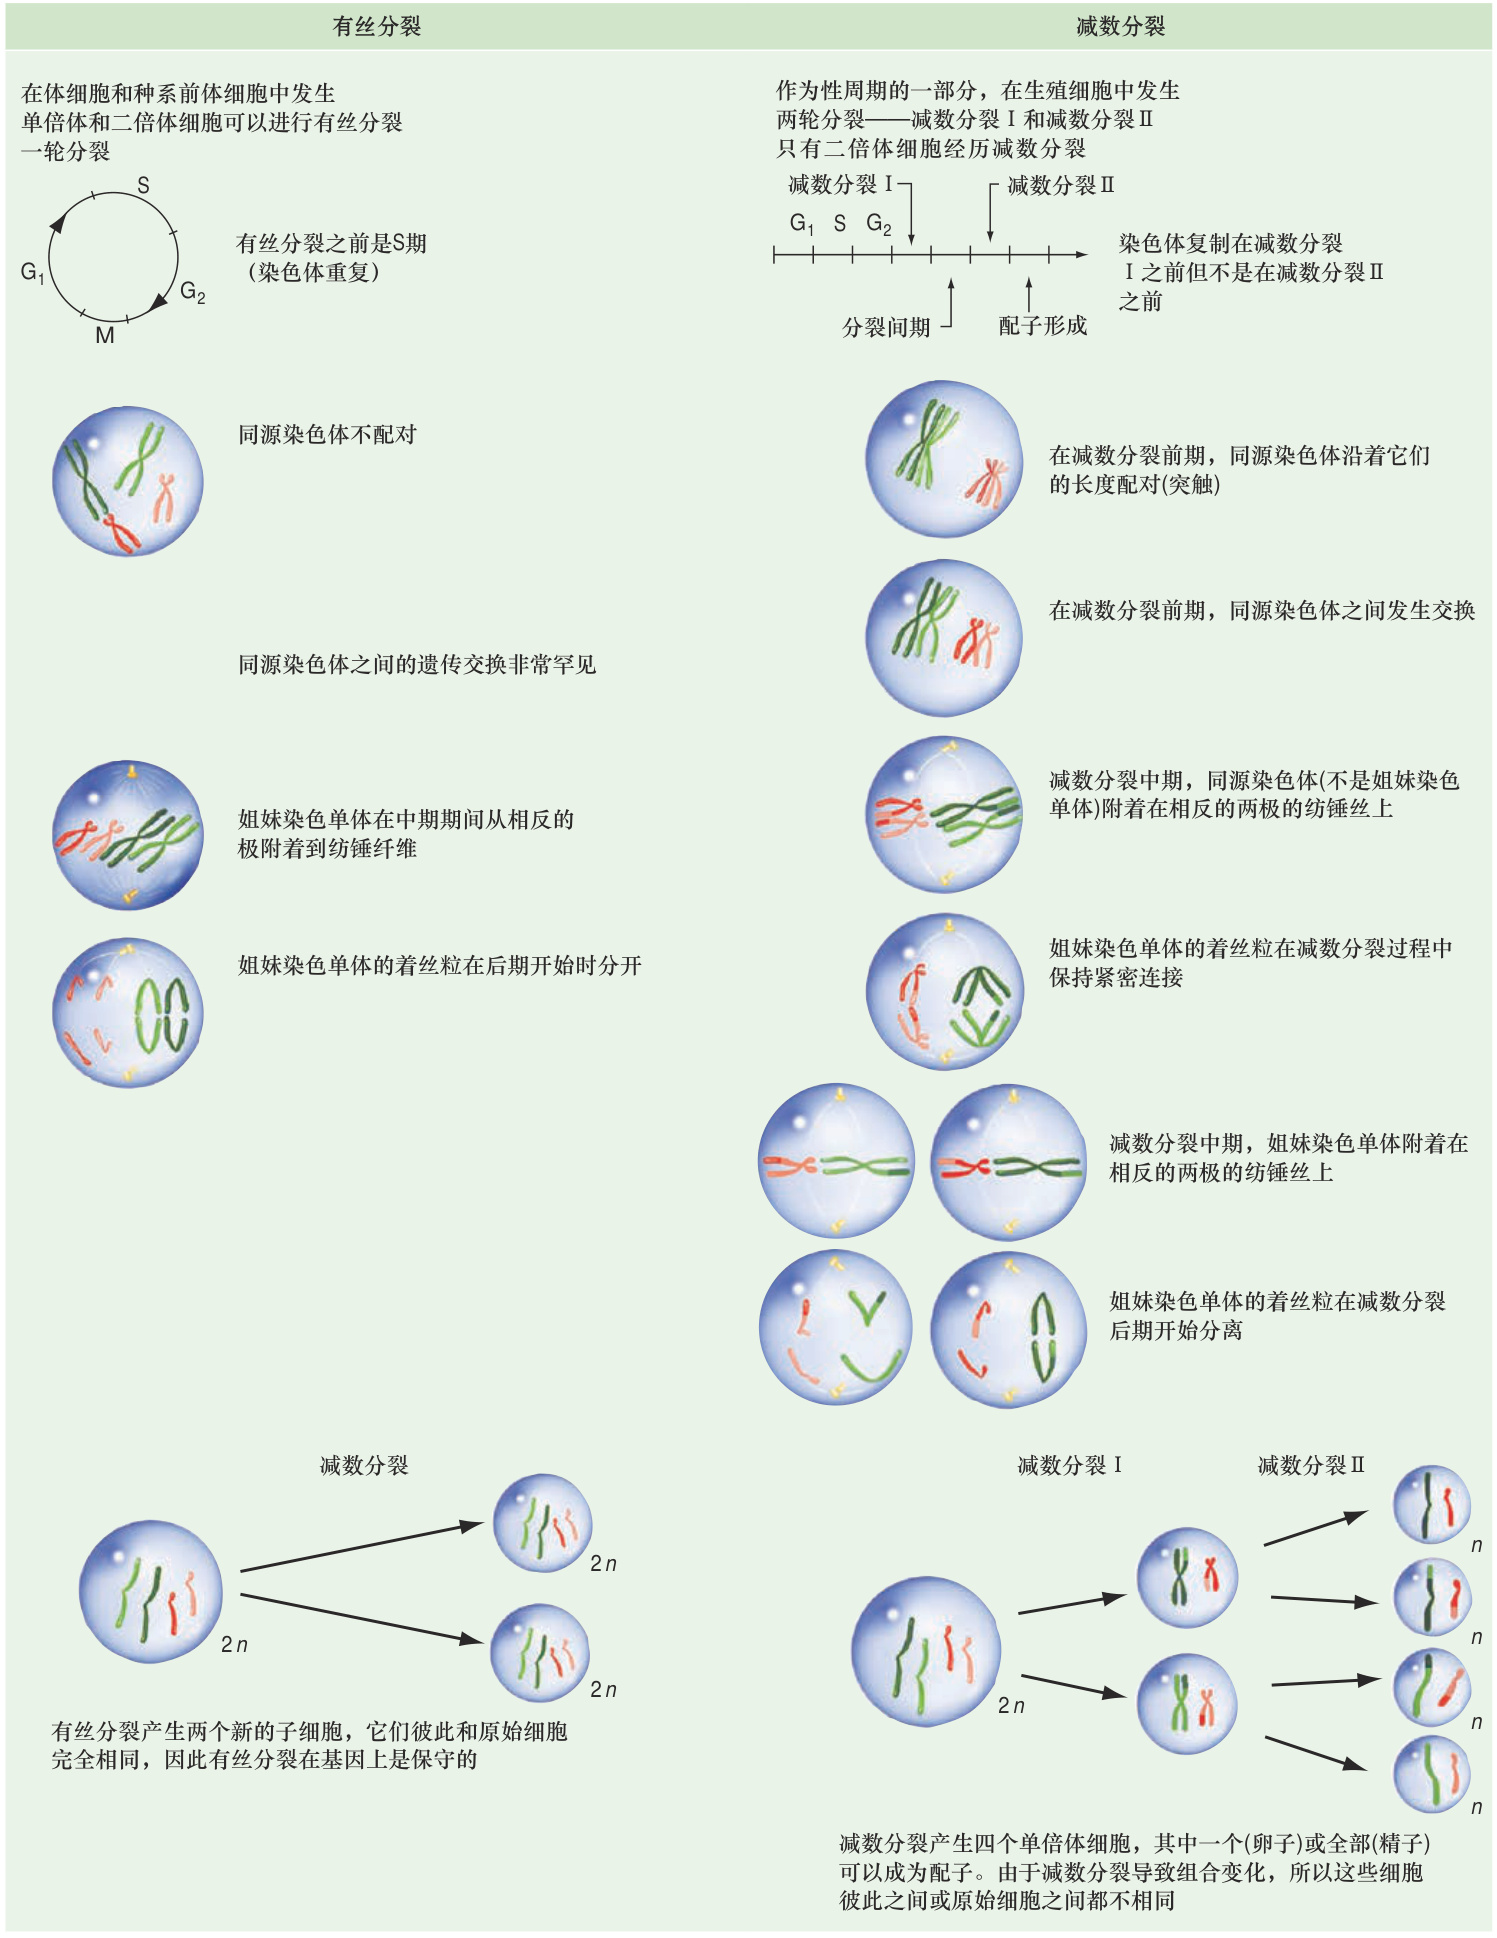 有丝分裂
减数分裂
在体细胞和种系前体细胞中发生
单倍体和二倍体细胞可以进行有丝分裂
一轮分裂
S
G1
G2
M
有丝分裂之前是S期
（染色体重复）
作为性周期的一部分，在生殖细胞中发生
两轮分裂——减数分裂Ⅰ和减数分裂Ⅱ
只有二倍体细胞经历减数分裂
减数分裂Ⅰ
减数分裂Ⅱ
G1 S G2
分裂间期
配子形成
染色体复制在减数分裂
Ⅰ之前但不是在减数分裂Ⅱ
之前
同源染色体不配对
在减数分裂前期，同源染色体沿着它们
的长度配对(突触)
在减数分裂前期，同源染色体之间发生交换
同源染色体之间的遗传交换非常罕见
减数分裂中期，同源染色体(不是姐妹染色
单体)附着在相反的两极的纺锤丝上
姐妹染色单体在中期期间从相反的
极附着到纺锤纤维
姐妹染色单体的着丝粒在减数分裂过程中
保持紧密连接
姐妹染色单体的着丝粒在后期开始时分开
减数分裂中期，姐妹染色单体附着在
相反的两极的纺锤丝上
姐妹染色单体的着丝粒在减数分裂
后期开始分离
减数分裂
2n
2n
2n
有丝分裂产生两个新的子细胞，它们彼此和原始细胞
完全相同，因此有丝分裂在基因上是保守的
减数分裂Ⅰ
减数分裂Ⅱ
2n
n
n
n
n
减数分裂产生四个单倍体细胞，其中一个(卵子)或全部(精子)
可以成为配子。由于减数分裂导致组合变化，所以这些细胞
彼此之间或原始细胞之间都不相同